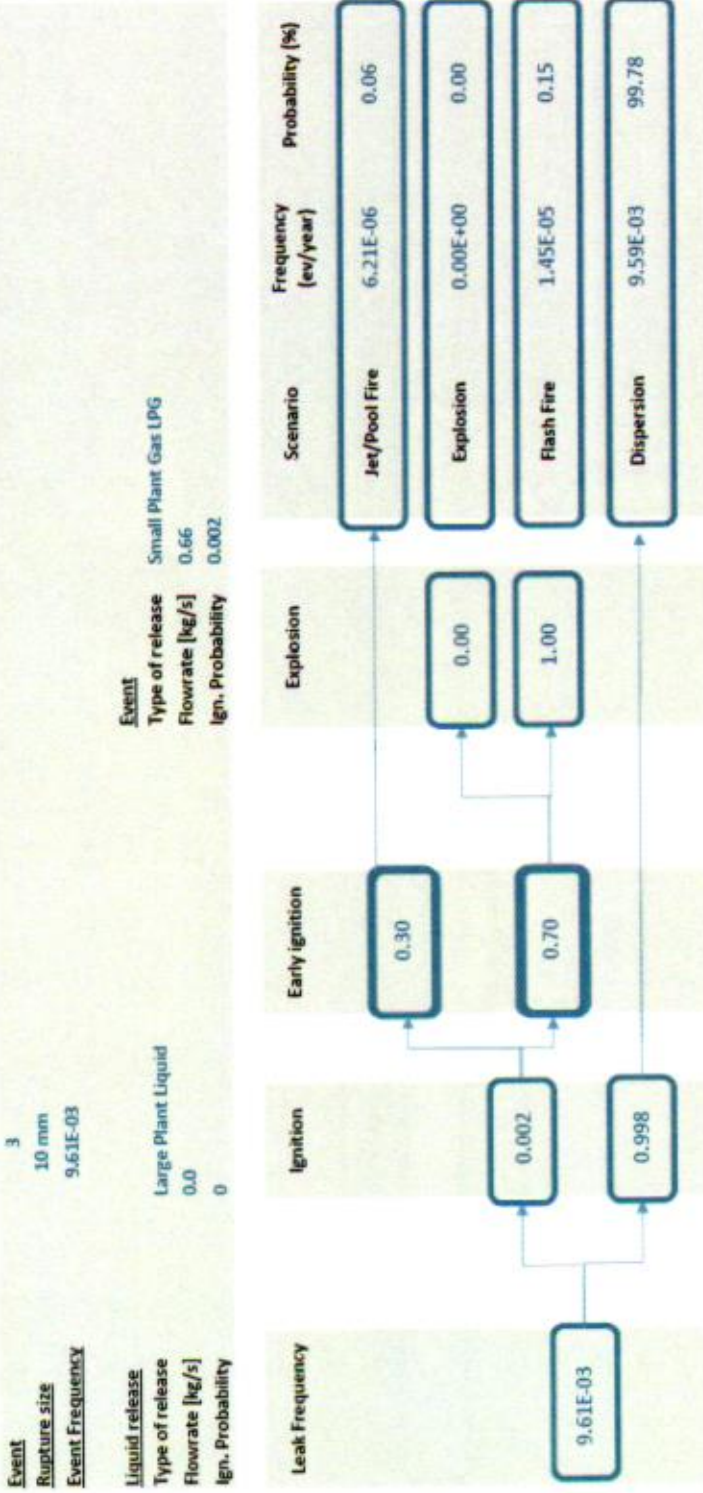 Event 3
Rupture size 10 mm
Event Frequency 9.61E-03
Liquid release
Type of release Large Plant Liquid
Flowrate [kg/s] 0.0
Ign. Probability 0
Event
Type of release Small Plant Gas LPG
Flowrate [kg/s] 0.66
Ign. Probability 0.002
Leak Frequency Ignition Early ignition Explosion Scenario Frequency (ev/year) Probability (%)
0.30 Jet/Pool Fire 6.21E-06 0.06
0.002 0.00 Explosion 0.00E+00 0.00
9.61E-03 0.70 1.00 Flash Fire 1.45E-05 0.15
0.998 Dispersion 9.59E-03 99.78